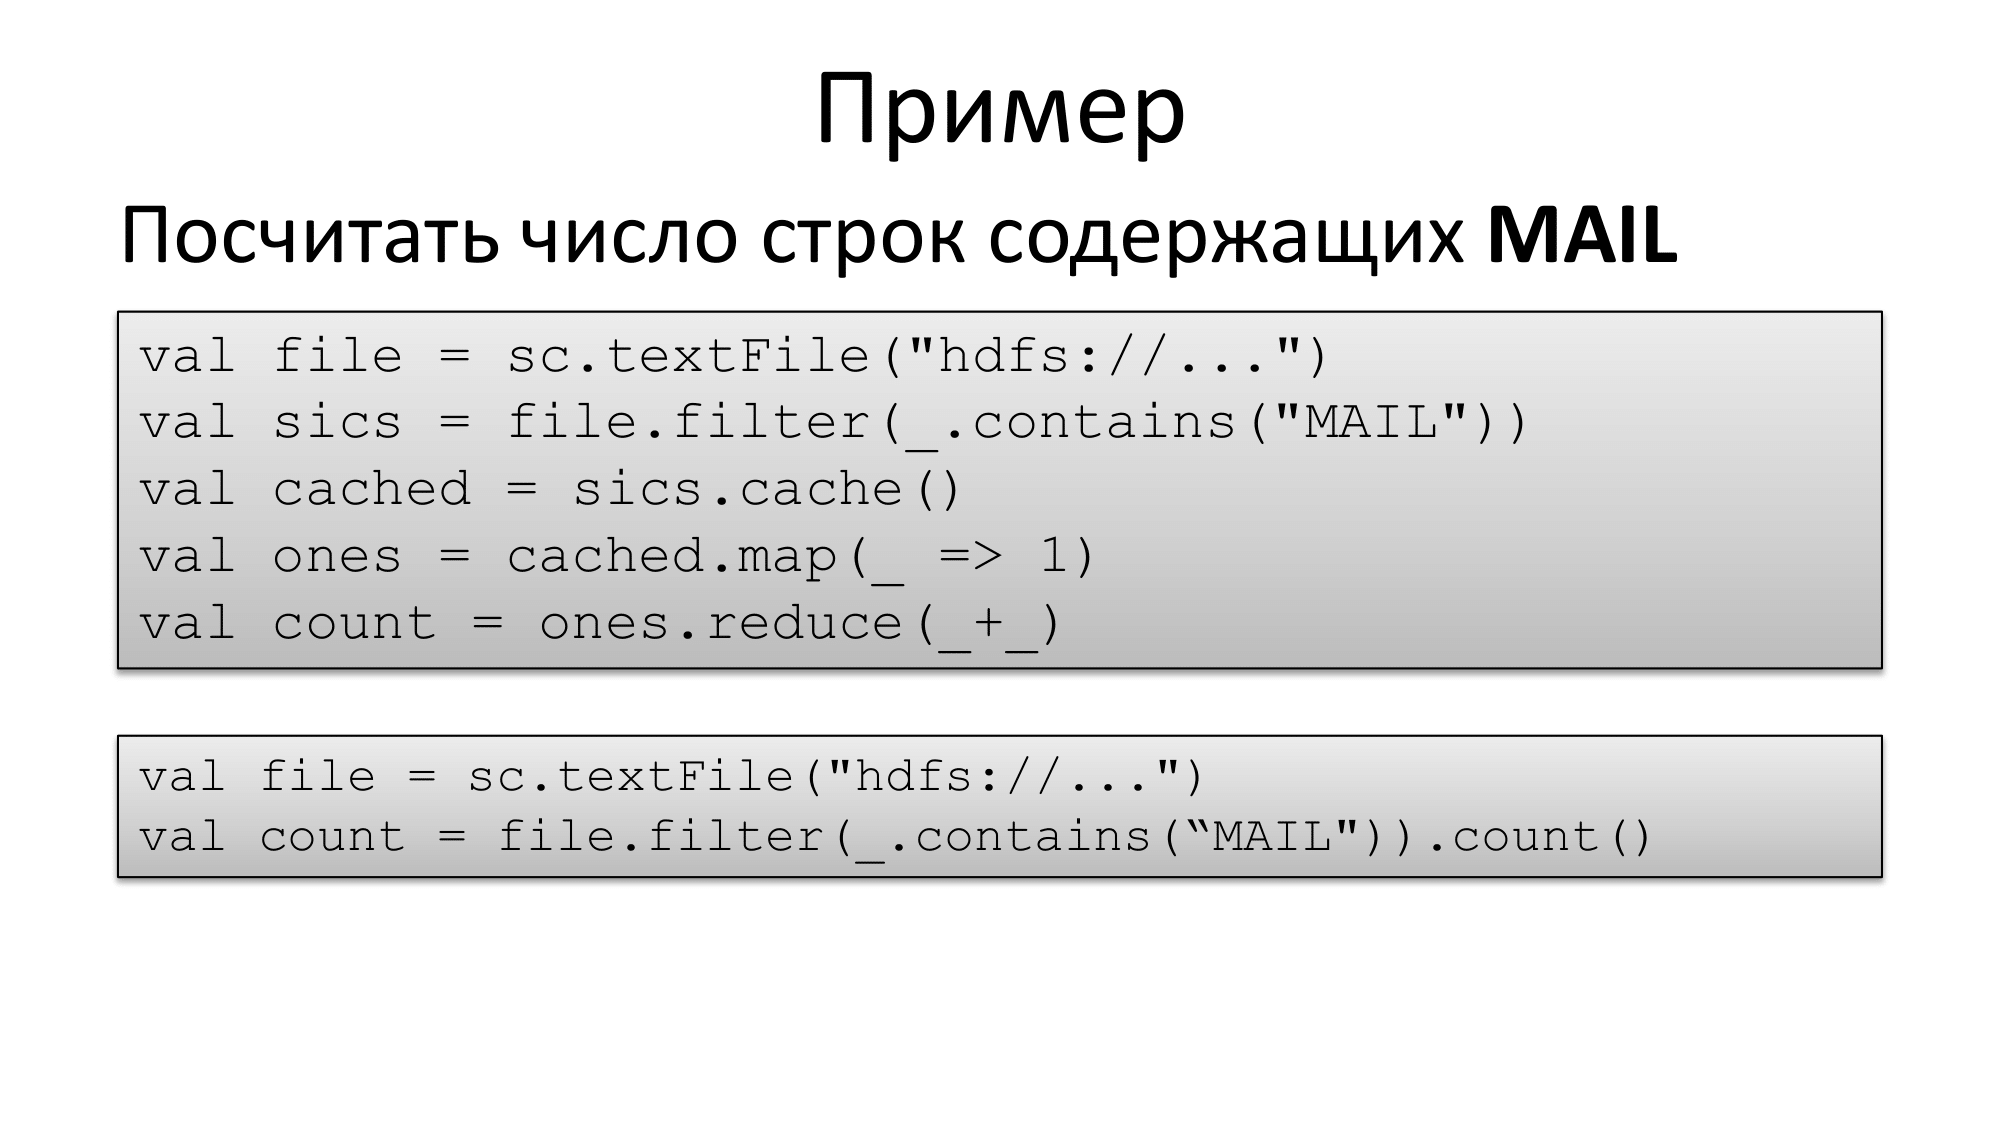 Пример
Посчитать число строк содержащих MAIL
val file = sc.textFile("hdfs://...")
val sics = file.filter(_.contains("MAIL"))
val cached = sics.cache()
val ones = cached.map(_ => 1)
val count = ones.reduce(_+_)
val file = sc.textFile("hdfs://...")
val count = file.filter(_.contains(“MAIL")).count()